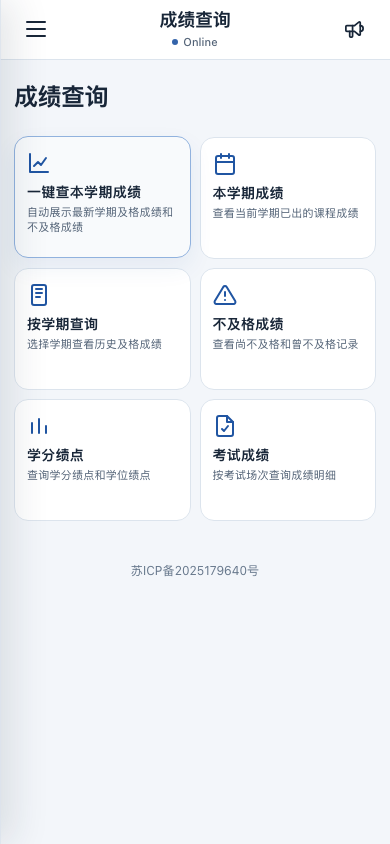 成绩查询
Online
成绩查询
一键查本学期成绩
自动展示最新学期及格成绩和
不及格成绩
本学期成绩
查看当前学期已出的课程成绩
按学期查询
选择学期查看历史及格成绩
不及格成绩
查看尚不及格和曾不及格记录
学分绩点
查询学分绩点和学位绩点
考试成绩
按考试场次查询成绩明细
苏ICP备2025179640号